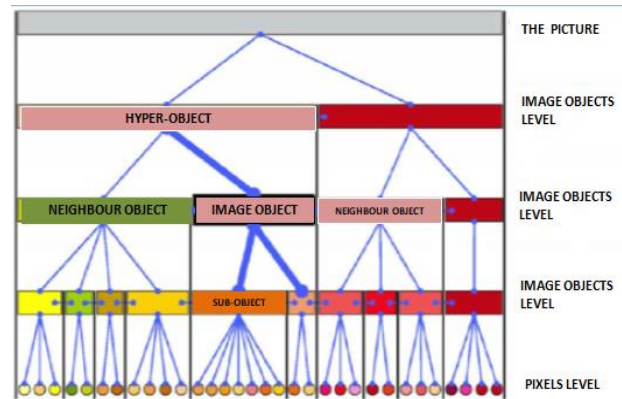 THE PICTURE
IMAGE OBJECTS
LEVEL
HYPER-OBJECT
IMAGE OBJECTS
LEVEL
NEIGHBOUR OBJECT
IMAGE OBJECT
NEIGHBOUR OBJECT
IMAGE OBJECTS
LEVEL
SUB-OBJECT
PIXELS LEVEL